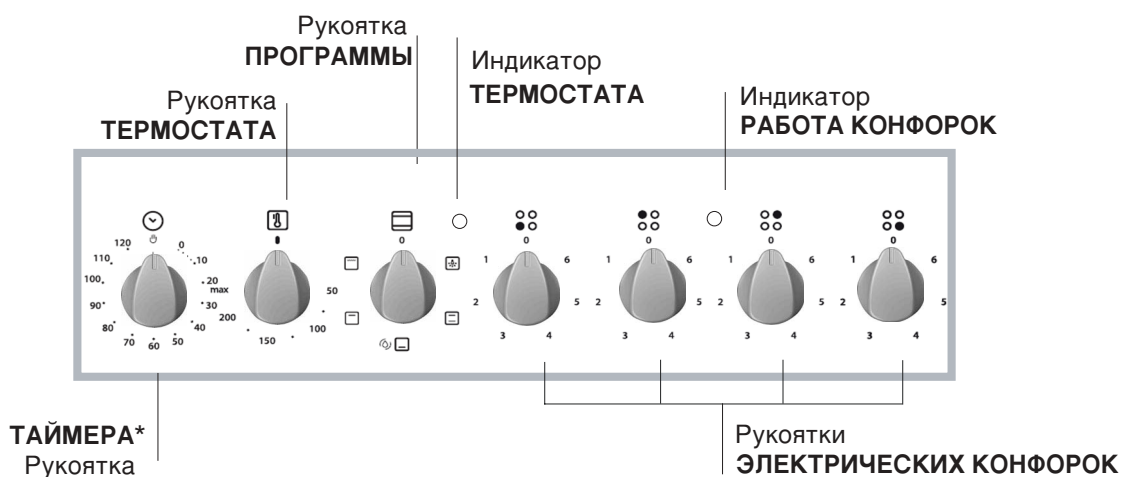 Рукоятка
ПРОГРАММЫ
Индикатор
ТЕРМОСТАТА
Рукоятка
ТЕРМОСТАТА
Индикатор
РАБОТА КОНФОРОК
0 10 20 30 40 50 60 70 80 90 100 110 120
50 100 150 200 max
0
0 1 2 3 4 5 6
0 1 2 3 4 5 6
0 1 2 3 4 5 6
0 1 2 3 4 5 6
ТАЙМЕРА*
Рукоятка
Рукоятки
ЭЛЕКТРИЧЕСКИХ КОНФОРОК